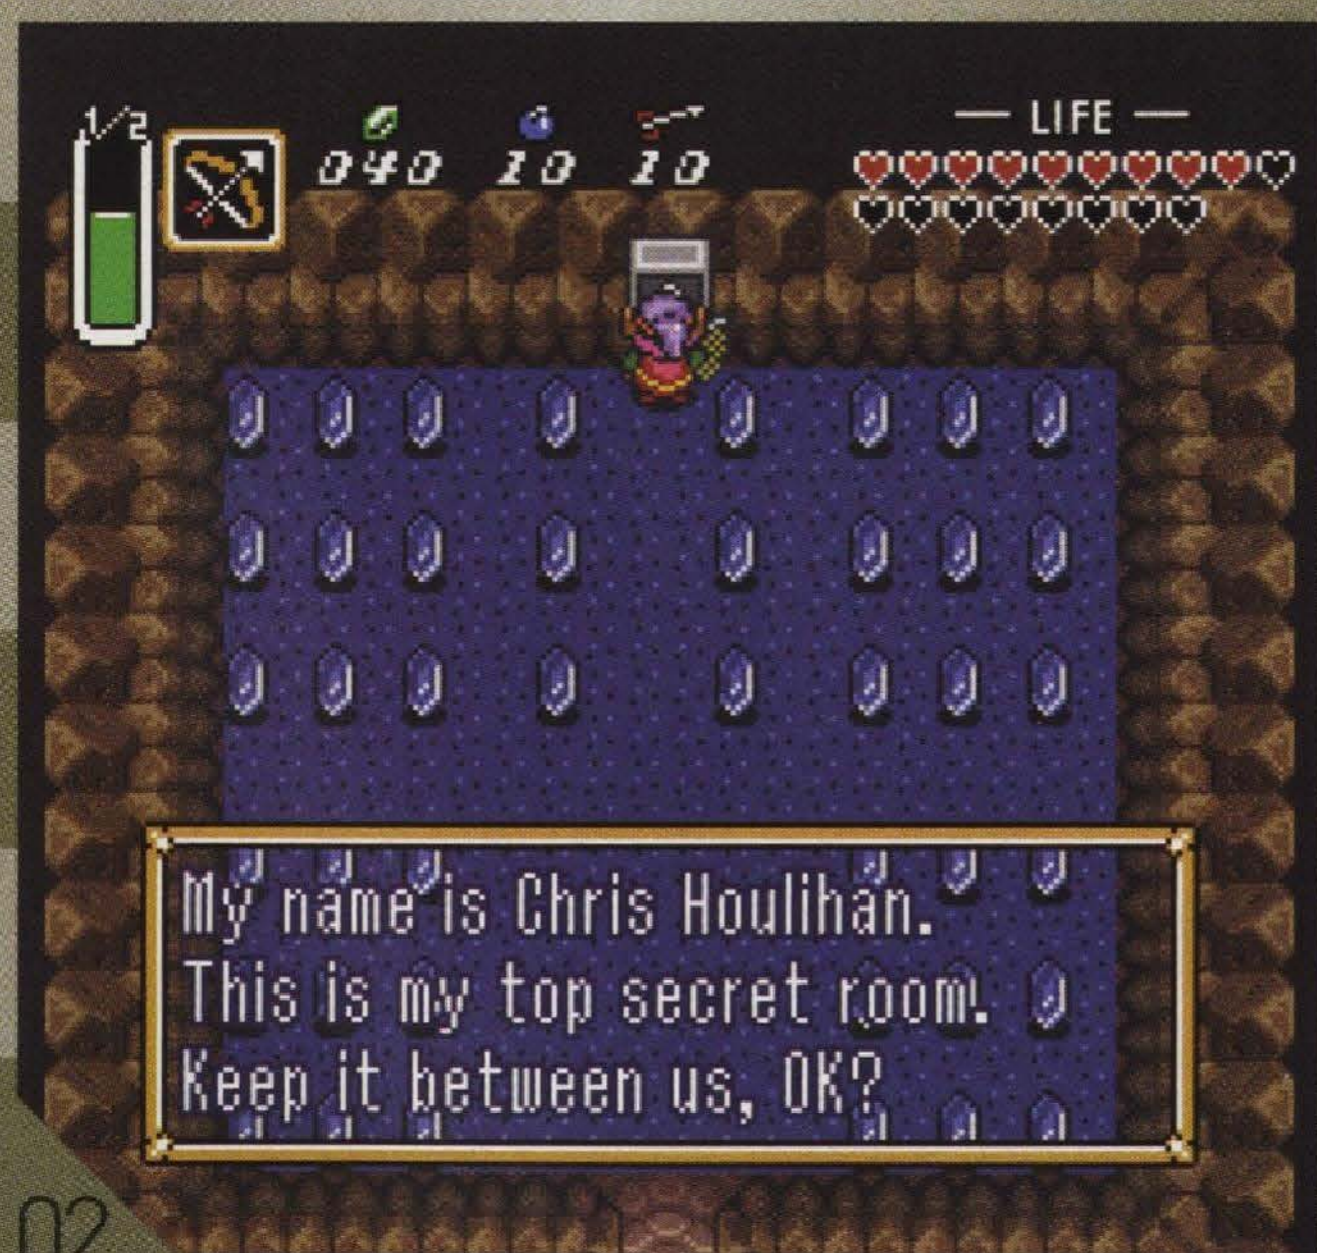 1/2
040 10 10
— LIFE —
My name is Chris Houlihan.
This is my top secret room.
Keep it between us, OK?
02